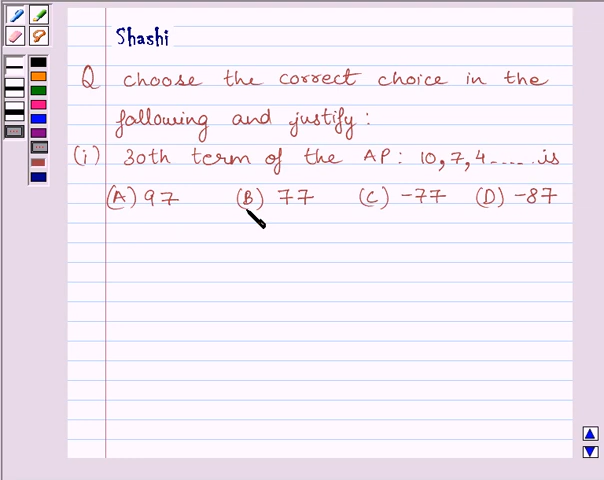 Shashi
Q choose the correct choice in the
following and justify:
(i) 30th term of the AP: 10, 7, 4..... is
(A) 97 (B) 77 (C) -77 (D) -87